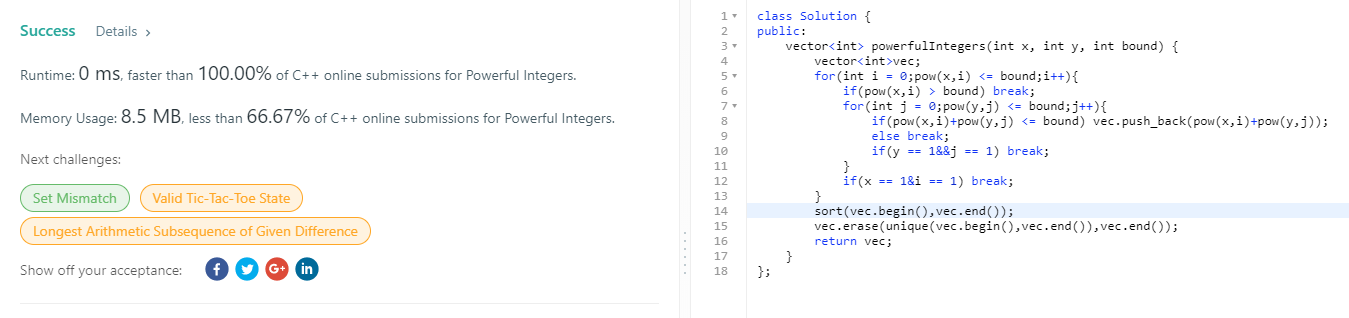 Success Details ›
Runtime: 0 ms, faster than 100.00% of C++ online submissions for Powerful Integers.
Memory Usage: 8.5 MB, less than 66.67% of C++ online submissions for Powerful Integers.
Next challenges:
Set Mismatch Valid Tic-Tac-Toe State
Longest Arithmetic Subsequence of Given Difference
Show off your acceptance: f G+ in
1 class Solution {
2 public:
3 vector<int> powerfulIntegers(int x, int y, int bound) {
4 vector<int>vec;
5 for(int i = 0;pow(x,i) <= bound;i++){
6 if(pow(x,i) > bound) break;
7 for(int j = 0;pow(y,j) <= bound;j++){
8 if(pow(x,i)+pow(y,j) <= bound) vec.push_back(pow(x,i)+pow(y,j));
9 else break;
10 if(y == 1&&j == 1) break;
11 }
12 if(x == 1&i == 1) break;
13 }
14 sort(vec.begin(),vec.end());
15 vec.erase(unique(vec.begin(),vec.end()),vec.end());
16 return vec;
17 }
18 };